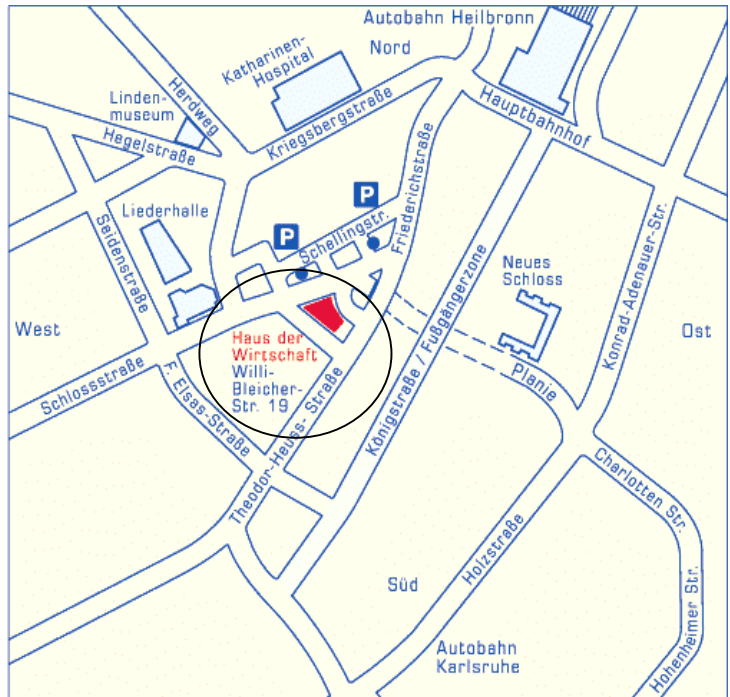 Autobahn Heilbronn
Nord
Katharinen-
Hospital
Hauptbahnhof
Linden-
museum
Herdweg
Hegelstraße
Kriegsbergstraße
Friederichstraße
P
P
Schellingstr.
Liederhalle
Seidenstraße
Neues
Schloss
Konrad-Adenauer-Str.
West
Ost
Haus der
Wirtschaft
Willi-
Bleicher-
Str. 19
Schlossstraße
F. Elsas-Straße
Theodor-Heuss- Straße
Königstraße / Fußgängerzone
Planie
Charlotten Str.
Holzstraße
Süd
Hohenheimer Str.
Autobahn
Karlsruhe